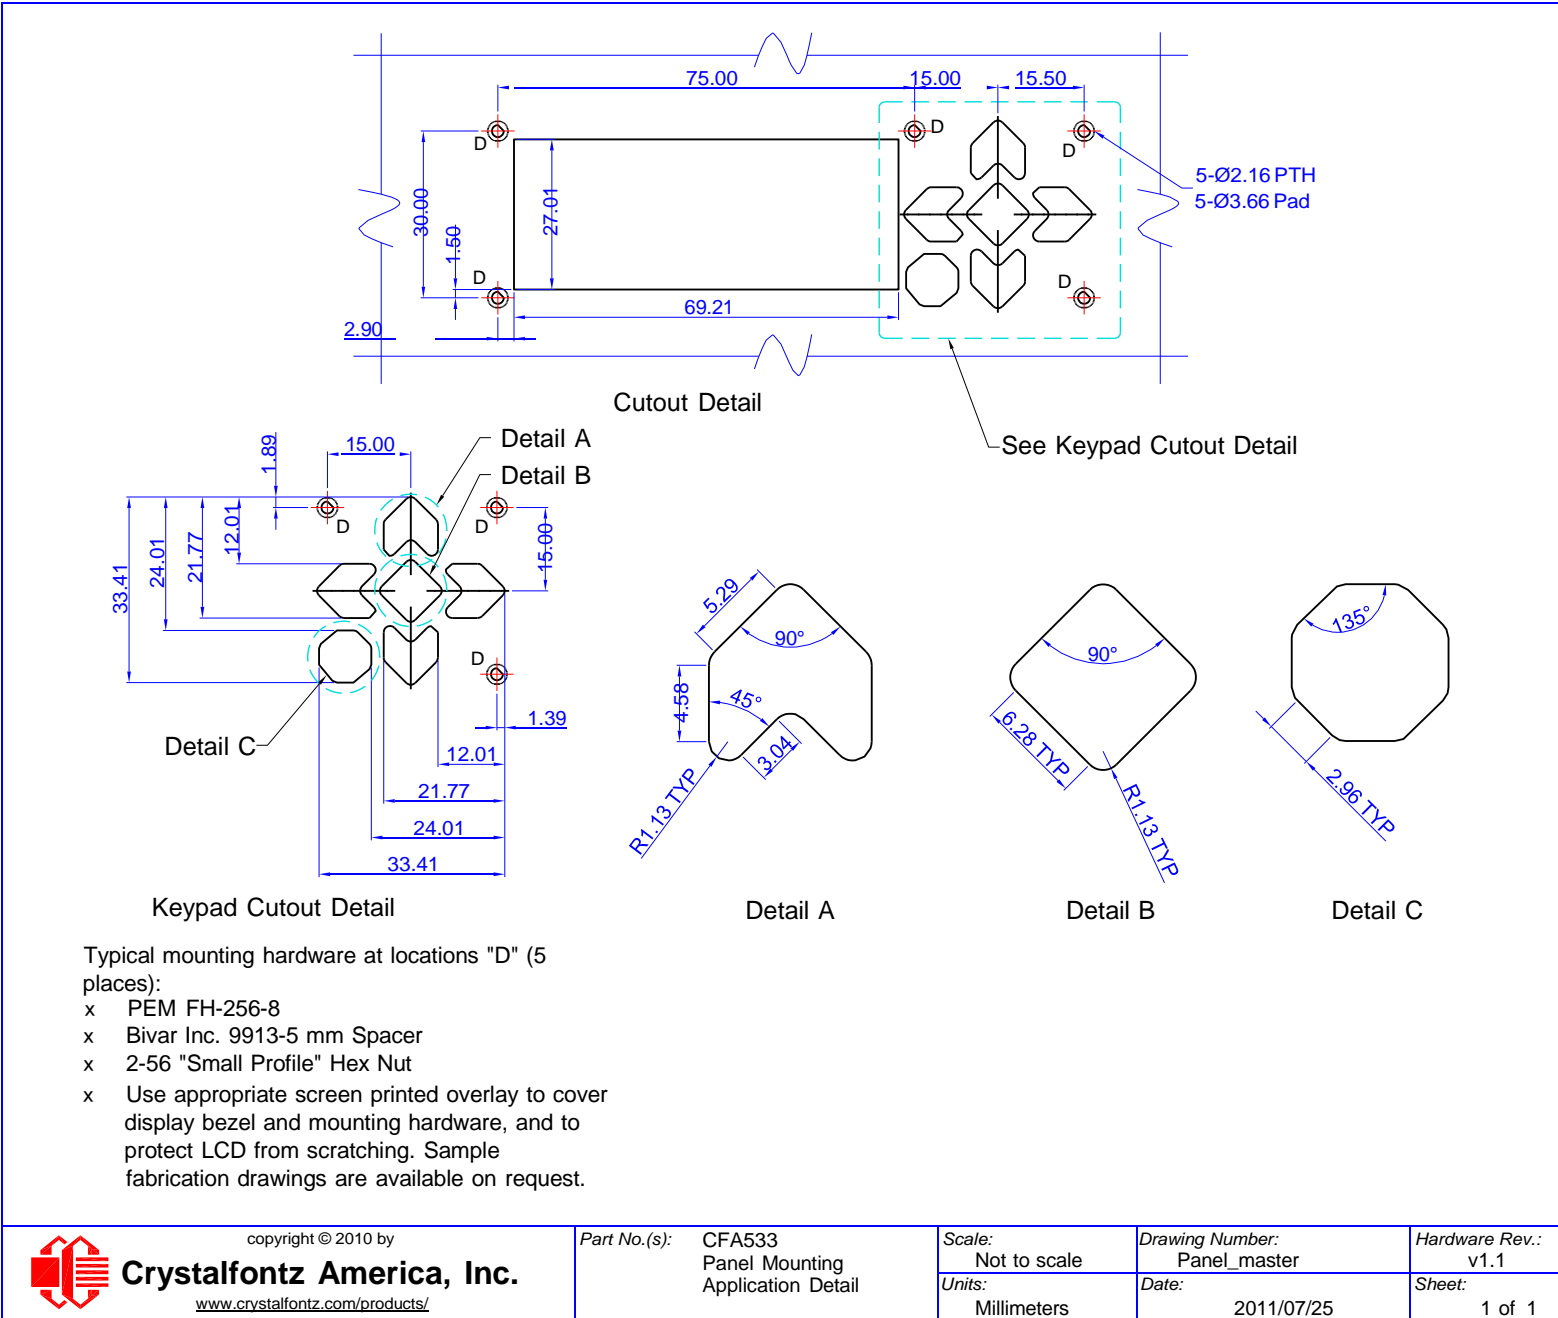 75.00
15.00
15.50
D
D
D
30.00
27.01
1.50
5-Ø2.16 PTH
5-Ø3.66 Pad
D
D
69.21
2.90
Cutout Detail
See Keypad Cutout Detail
1.89
15.00
Detail A
Detail B
D
D
33.41
24.01
21.77
12.01
15.00
D
1.39
Detail C
12.01
21.77
24.01
33.41
Keypad Cutout Detail
5.29
90°
4.58
45°
3.04
R1.13 TYP
Detail A
90°
6.28 TYP
R1.13 TYP
Detail B
135°
2.96 TYP
Detail C
Typical mounting hardware at locations "D" (5
places):
x PEM FH-256-8
x Bivar Inc. 9913-5 mm Spacer
x 2-56 "Small Profile" Hex Nut
x Use appropriate screen printed overlay to cover
display bezel and mounting hardware, and to
protect LCD from scratching. Sample
fabrication drawings are available on request.
copyright © 2010 by
Crystalfontz America, Inc.
www.crystalfontz.com/products/
Part No.(s): CFA533
Panel Mounting
Application Detail
Scale:
Not to scale
Drawing Number:
Panel_master
Hardware Rev.:
v1.1
Units:
Millimeters
Date:
2011/07/25
Sheet:
1 of 1